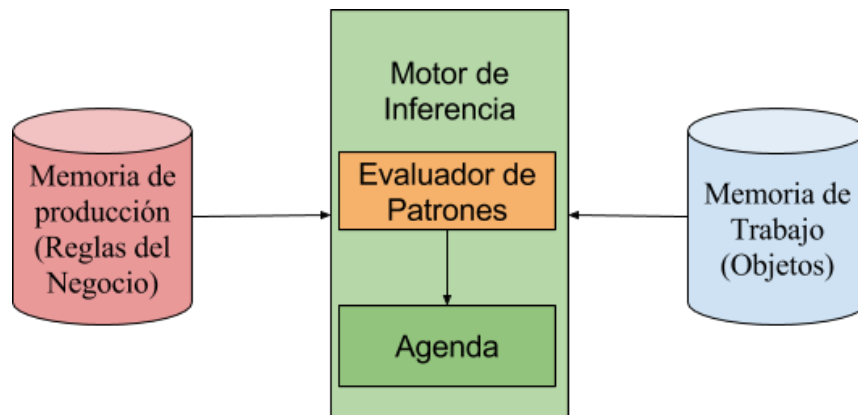 Memoria de
producción
(Reglas del
Negocio)
Motor de
Inferencia
Evaluador de
Patrones
Agenda
Memoria de
Trabajo
(Objetos)